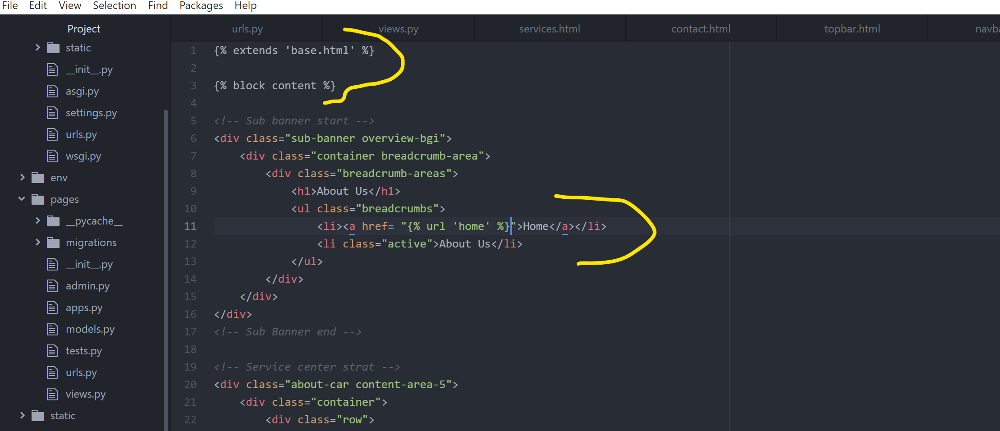 File Edit View Selection Find Packages Help
Project
static
__init__.py
asgi.py
settings.py
urls.py
wsgi.py
env
pages
__pycache__
migrations
__init__.py
admin.py
apps.py
models.py
tests.py
urls.py
views.py
static
urls.py views.py services.html contact.html topbar.html
1 {% extends 'base.html' %}
2
3 {% block content %}
4
5 <!-- Sub banner start -->
6 <div class="sub-banner overview-bgi">
7 <div class="container breadcrumb-area">
8 <div class="breadcrumb-areas">
9 <h1>About Us</h1>
10 <ul class="breadcrumbs">
11 <li><a href= "{% url 'home' %}">Home</a></li>
12 <li class="active">About Us</li>
13 </ul>
14 </div>
15 </div>
16 </div>
17 <!-- Sub Banner end -->
18
19 <!-- Service center strat -->
20 <div class="about-car content-area-5">
21 <div class="container">
22 <div class="row">